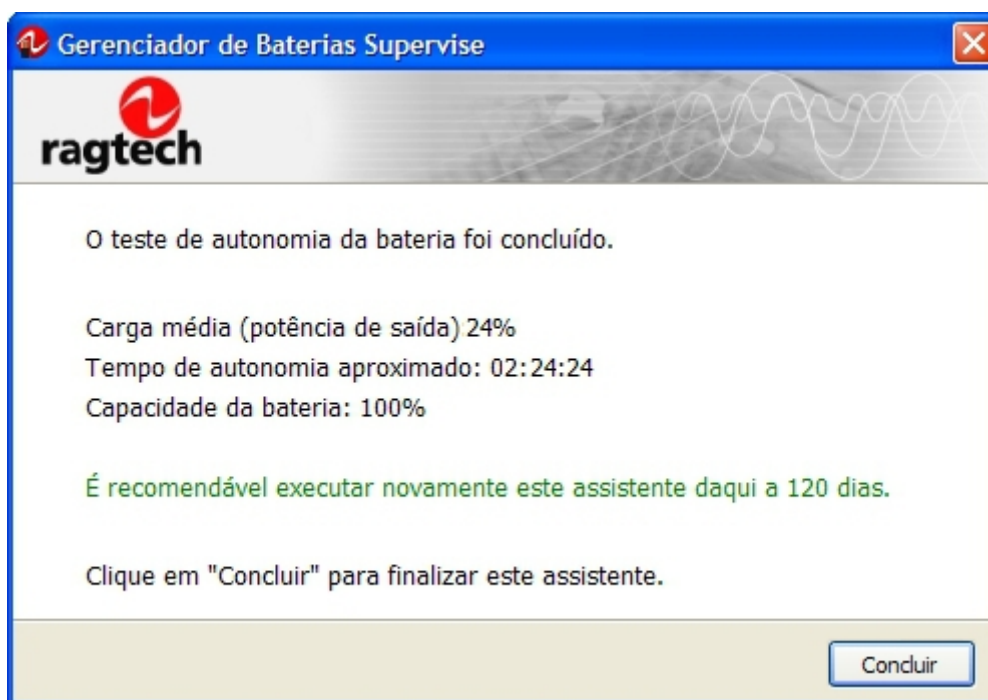 Gerenciador de Baterias Supervise
ragtech
O teste de autonomia da bateria foi concluído.
Carga média (potência de saída) 24%
Tempo de autonomia aproximado: 02:24:24
Capacidade da bateria: 100%
É recomendável executar novamente este assistente daqui a 120 dias.
Clique em "Concluir" para finalizar este assistente.
Concluir